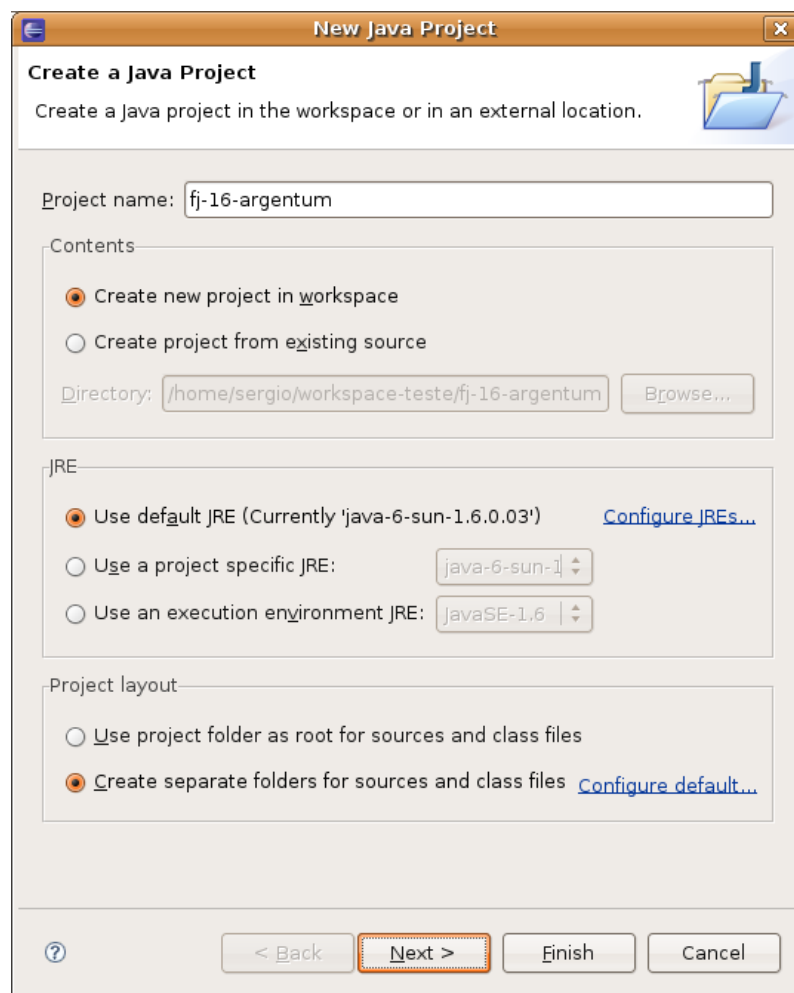 New Java Project
Create a Java Project
Create a Java project in the workspace or in an external location.
Project name: fj-16-argentum
Contents
Create new project in workspace
Create project from existing source
Directory: /home/sergio/workspace-teste/fj-16-argentum Browse...
JRE
Use default JRE (Currently 'java-6-sun-1.6.0.03') Configure JREs...
Use a project specific JRE: java-6-sun-1
Use an execution environment JRE: JavaSE-1.6
Project layout
Use project folder as root for sources and class files
Create separate folders for sources and class files Configure default...
? < Back Next > Finish Cancel